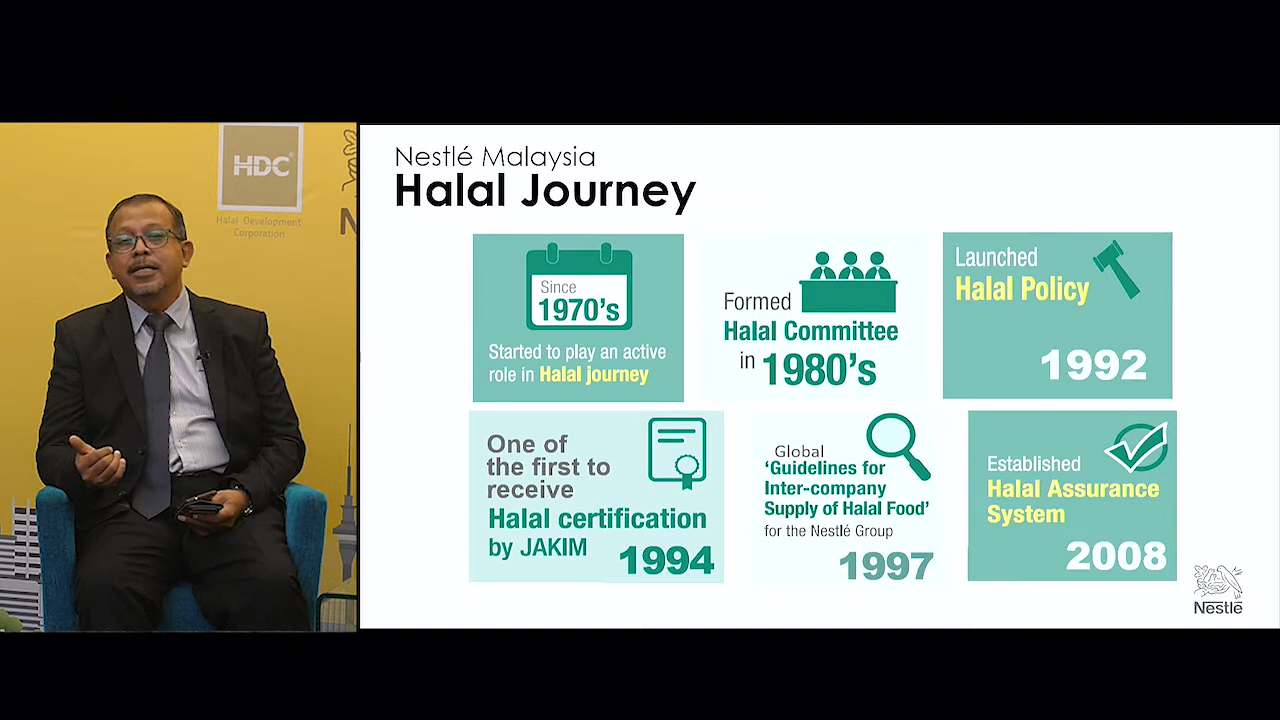 HDC
Halal Development
Corporation
N
Nestlé Malaysia
Halal Journey
Since
1970's
Started to play an active
role in Halal journey
Formed
Halal Committee
in 1980's
Launched
Halal Policy
1992
One of
the first to
receive
Halal certification
by JAKIM 1994
Global
'Guidelines for
Inter-company
Supply of Halal Food'
for the Nestlé Group
1997
Established
Halal Assurance
System
2008
Nestlé